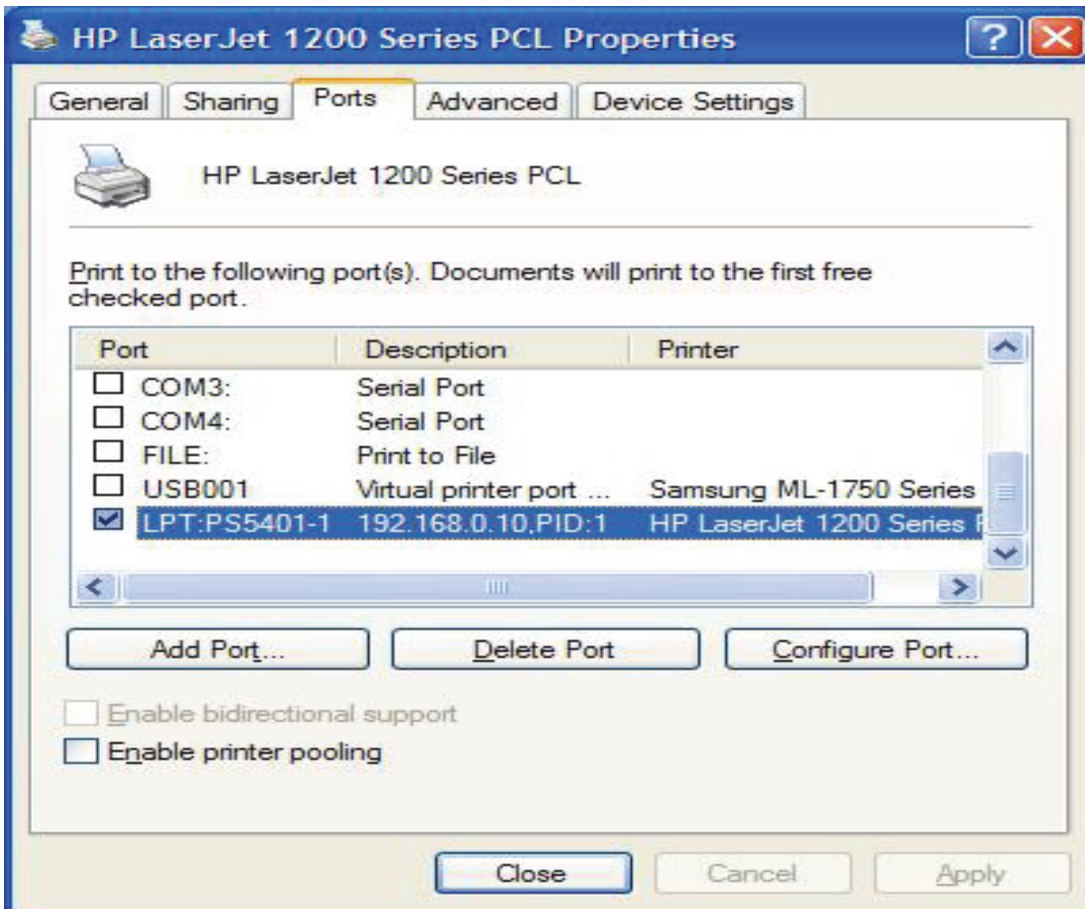 HP LaserJet 1200 Series PCL Properties
General Sharing Ports Advanced Device Settings
HP LaserJet 1200 Series PCL
Print to the following port(s). Documents will print to the first free
checked port.
Port Description Printer
COM3: Serial Port
COM4: Serial Port
FILE: Print to File
USB001 Virtual printer port ... Samsung ML-1750 Series
LPT:PS5401-1 192.168.0.10,PID:1 HP LaserJet 1200 Series
Add Port... Delete Port Configure Port...
Enable bidirectional support
Enable printer pooling
Close Cancel Apply